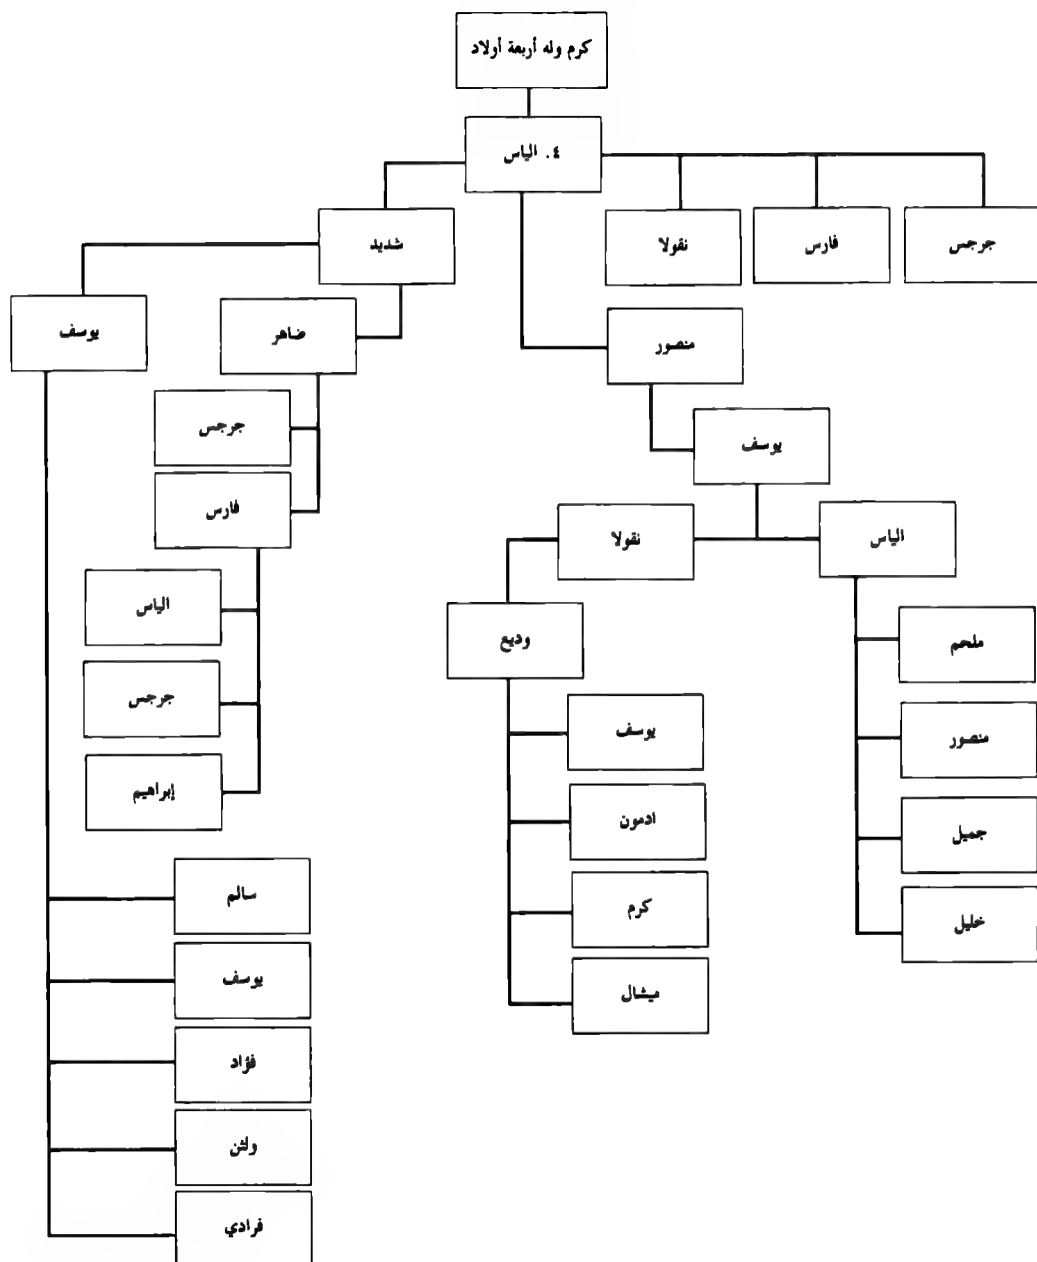 كرم وله أربعة أولاد
٤. الياس
جرجس
فارس
نقولا
شديد
يوسف
ضاهر
منصور
جرجس
يوسف
فارس
الياس
نقولا
الياس
وديع
ملحم
جرجس
يوسف
منصور
إبراهيم
ادمون
جميل
سالم
كرم
خليل
يوسف
ميشال
فؤاد
ولثن
فرادي